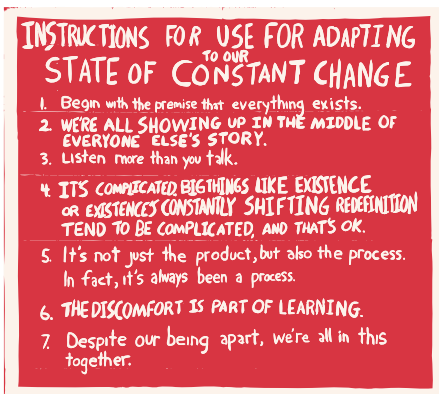 INSTRUCTIONS FOR USE FOR ADAPTING
TO OUR
STATE OF CONSTANT CHANGE
1. Begin with the premise that everything exists.
2. WE'RE ALL SHOWING UP IN THE MIDDLE OF
EVERYONE ELSE'S STORY.
3. Listen more than you talk.
4. IT'S COMPLICATED, BIG THINGS LIKE EXISTENCE
OR EXISTENCE'S CONSTANTLY SHIFTING REDEFINITION
TEND TO BE COMPLICATED, AND THAT'S OK.
5. It's not just the product, but also the process.
In fact, it's always been a process.
6. THE DISCOMFORT IS PART OF LEARNING.
7. Despite our being apart, we're all in this
together.